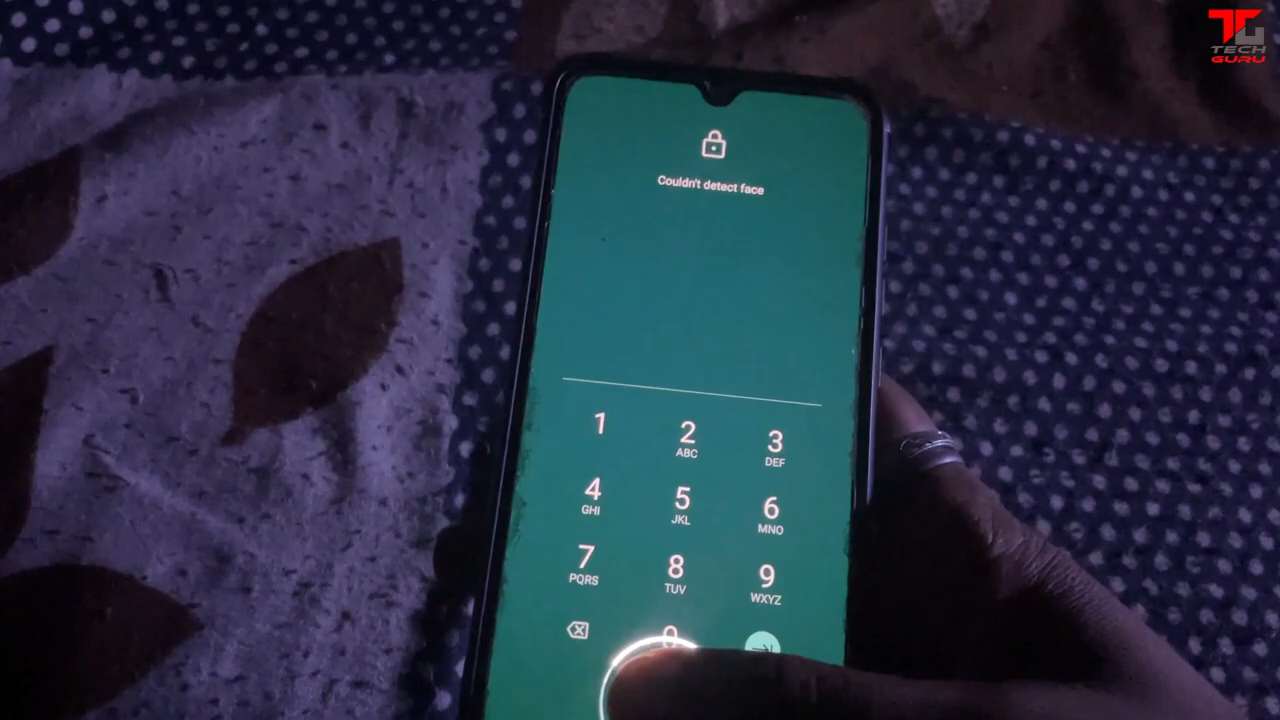 TG
TECH
GURU
Couldn't detect face
1
2
ABC
3
DEF
4
GHI
5
JKL
6
MNO
7
PQRS
8
TUV
9
WXYZ
0